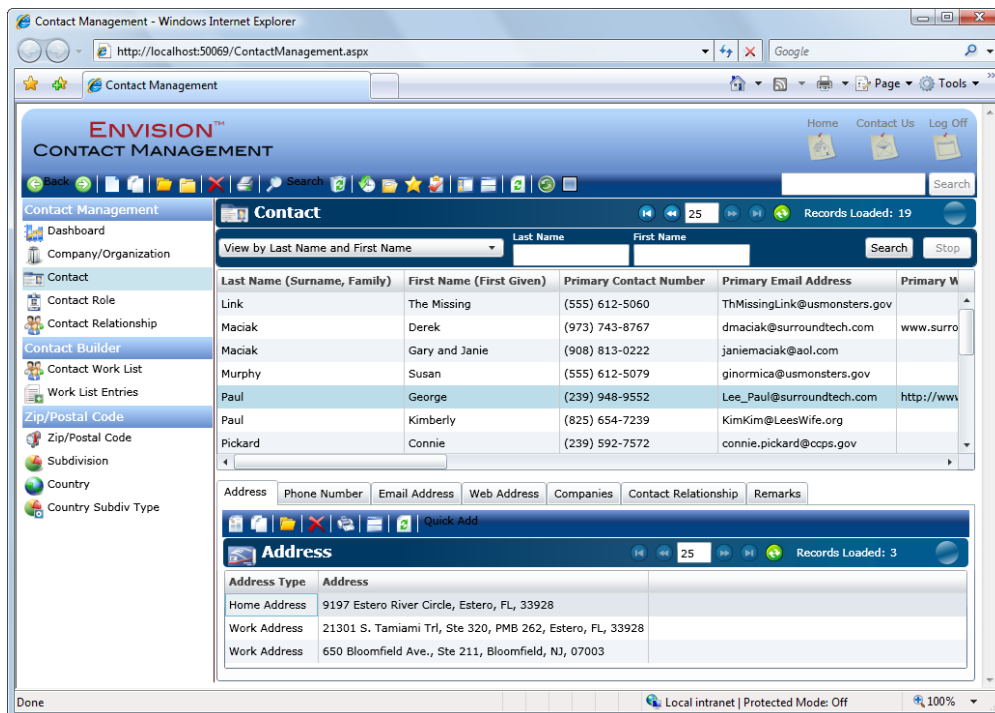 Contact Management - Windows Internet Explorer
http://localhost:50069/ContactManagement.aspx
Google
Contact Management
Page
Tools
ENVISION™
CONTACT MANAGEMENT
Home Contact Us Log Off
Back
Search
Search
Contact Management
Dashboard
Company/Organization
Contact
Contact Role
Contact Relationship
Contact Builder
Contact Work List
Work List Entries
Zip/Postal Code
Zip/Postal Code
Subdivision
Country
Country Subdiv Type
Contact 25 Records Loaded: 19
View by Last Name and First Name Last Name First Name Search Stop
Last Name (Surname, Family) First Name (First Given) Primary Contact Number Primary Email Address Primary W
Link The Missing (555) 612-5060 ThMissingLink@usmonsters.gov
Maciak Derek (973) 743-8767 dmaciak@surroundtech.com www.surro
Maciak Gary and Janie (908) 813-0222 janiemaciak@aol.com
Murphy Susan (555) 612-5079 ginormica@usmonsters.gov
Paul George (239) 948-9552 Lee_Paul@surroundtech.com http://www
Paul Kimberly (825) 654-7239 KimKim@LeesWife.org
Pickard Connie (239) 592-7572 connie.pickard@ccps.gov
Address Phone Number Email Address Web Address Companies Contact Relationship Remarks
Quick Add
Address 25 Records Loaded: 3
Address Type Address
Home Address 9197 Estero River Circle, Estero, FL, 33928
Work Address 21301 S. Tamiami Trl, Ste 320, PMB 262, Estero, FL, 33928
Work Address 650 Bloomfield Ave., Ste 211, Bloomfield, NJ, 07003
Done Local intranet | Protected Mode: Off 100%